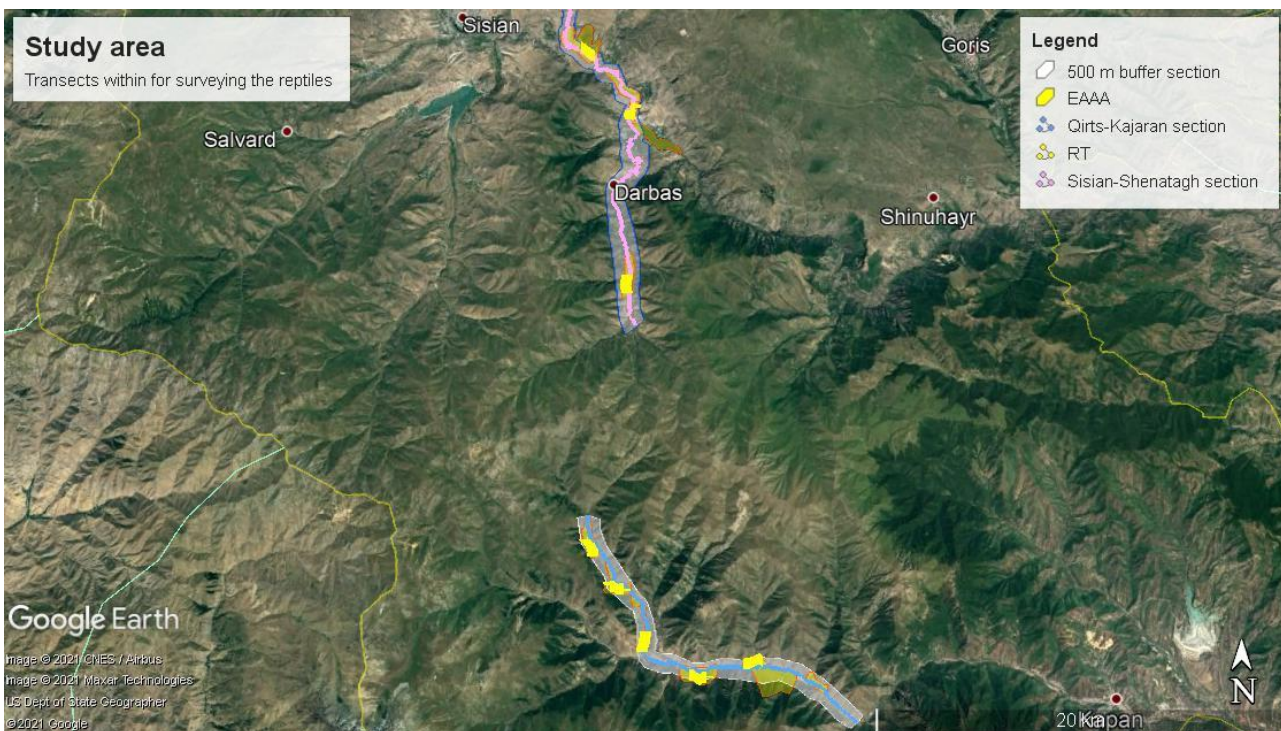 Study area
Transects within for surveying the reptiles
Sisian
Goris
Legend
500 m buffer section
EAAA
Qirts-Kajaran section
RT
Sisian-Shenatagh section
Salvard
Darbas
Shinuhayr
Google Earth
Image © 2021 CNES / Airbus
Image © 2021 Maxar Technologies
US Dept of State Geographer
©2021 Google
N
20 km
Kapan